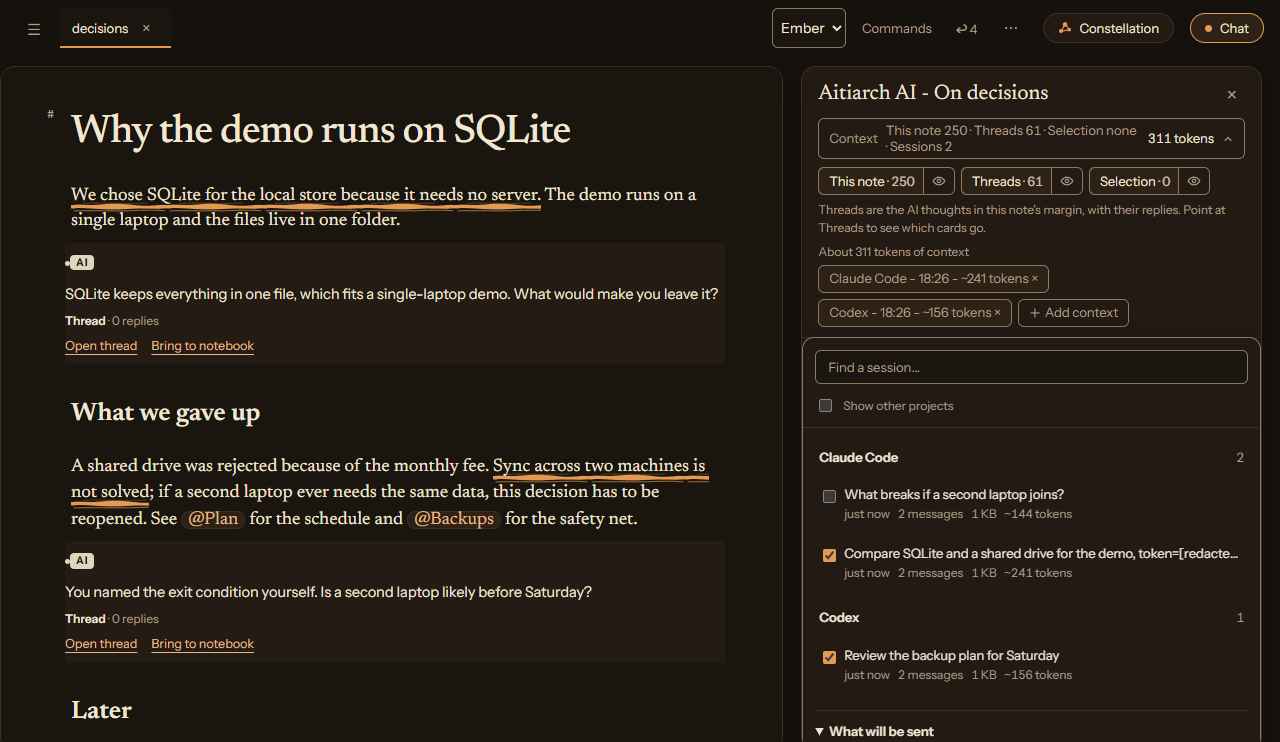 decisions ×
Ember
Commands
4
Constellation
Chat
#
Why the demo runs on SQLite
We chose SQLite for the local store because it needs no server. The demo runs on a
single laptop and the files live in one folder.
AI
SQLite keeps everything in one file, which fits a single-laptop demo. What would make you leave it?
Thread · 0 replies
Open thread Bring to notebook
What we gave up
A shared drive was rejected because of the monthly fee. Sync across two machines is
not solved; if a second laptop ever needs the same data, this decision has to be
reopened. See @Plan for the schedule and @Backups for the safety net.
AI
You named the exit condition yourself. Is a second laptop likely before Saturday?
Thread · 0 replies
Open thread Bring to notebook
Later
Aitiarch AI - On decisions ×
Context This note 250 · Threads 61 · Selection none
· Sessions 2
311 tokens
This note · 250
Threads · 61
Selection · 0
Threads are the AI thoughts in this note's margin, with their replies. Point at
Threads to see which cards go.
About 311 tokens of context
Claude Code - 18:26 - ~241 tokens ×
Codex - 18:26 - ~156 tokens ×
+ Add context
Find a session...
Show other projects
Claude Code 2
What breaks if a second laptop joins?
just now 2 messages 1 KB ~144 tokens
Compare SQLite and a shared drive for the demo, token=[redacte...
just now 2 messages 1 KB ~241 tokens
Codex 1
Review the backup plan for Saturday
just now 2 messages 1 KB ~156 tokens
▼ What will be sent